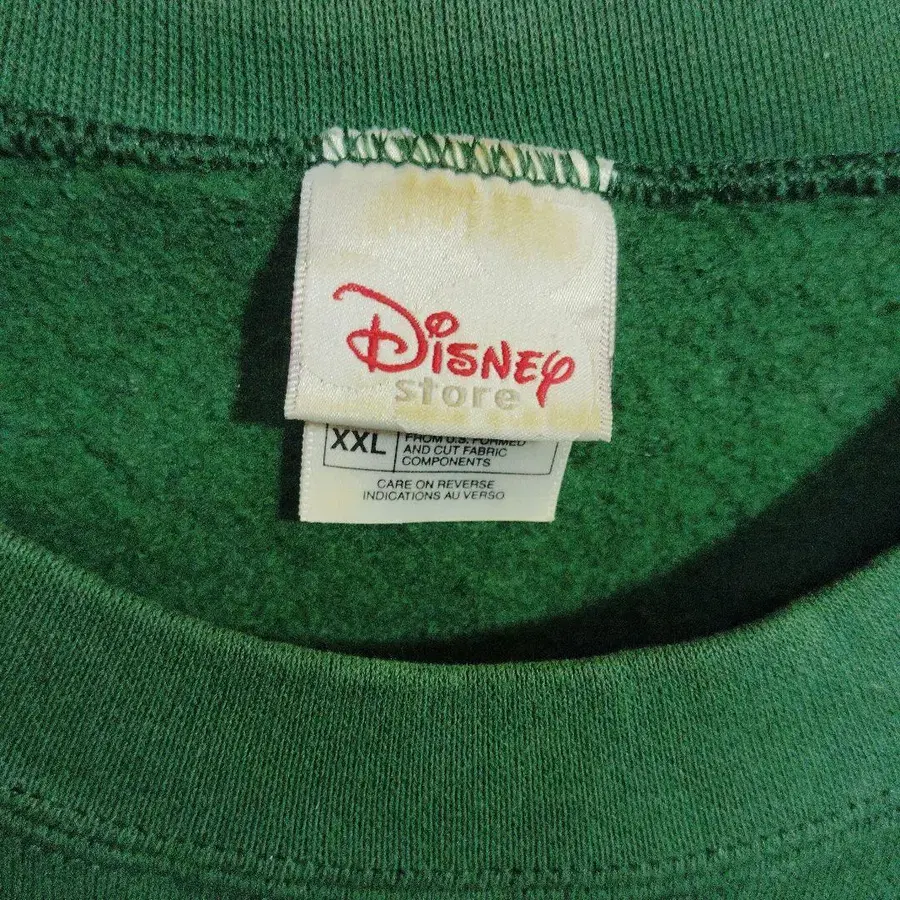 Disney
store
XXL
FROM U.S. FORMED
AND CUT FABRIC
COMPONENTS
CARE ON REVERSE
INDICATIONS AU VERSO